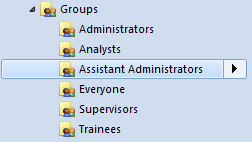 Groups
Administrators
Analysts
Assistant Administrators
Everyone
Supervisors
Trainees